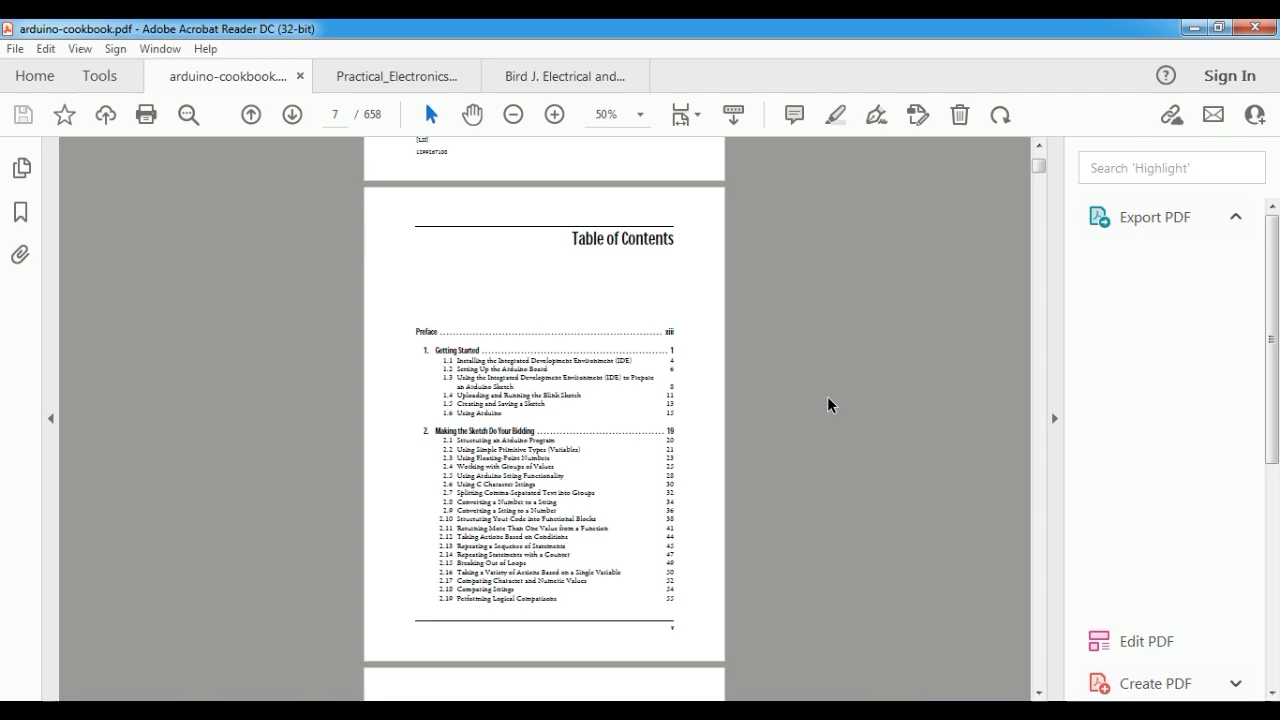 arduino-cookbook.pdf - Adobe Acrobat Reader DC (32-bit)
File Edit View Sign Window Help
Home Tools arduino-cookbook.... × Practical_Electronics... Bird J. Electrical and... Sign In
7 / 658 50%
[LSI]
1299267108
Search 'Highlight'
Export PDF
Table of Contents
Preface ........ xiii
1. Getting Started ........ 1
1.1 Installing the Integrated Development Environment (IDE) 4
1.2 Setting Up the Arduino Board 6
1.3 Using the Integrated Development Environment (IDE) to Prepare
an Arduino Sketch 8
1.4 Uploading and Running the Blink Sketch 11
1.5 Creating and Saving a Sketch 13
1.6 Using Arduino 15
2. Making the Sketch Do Your Bidding ........ 19
2.1 Structuring an Arduino Program 20
2.2 Using Simple Primitive Types (Variables) 21
2.3 Using Floating-Point Numbers 23
2.4 Working with Groups of Values 25
2.5 Using Arduino String Functionality 28
2.6 Using C Character Strings 30
2.7 Splitting Comma-Separated Text into Groups 32
2.8 Converting a Number to a String 34
2.9 Converting a String to a Number 36
2.10 Structuring Your Code into Functional Blocks 38
2.11 Returning More Than One Value from a Function 41
2.12 Taking Actions Based on Conditions 44
2.13 Repeating a Sequence of Statements 45
2.14 Repeating Statements with a Counter 47
2.15 Breaking Out of Loops 49
2.16 Taking a Variety of Actions Based on a Single Variable 50
2.17 Comparing Character and Numeric Values 52
2.18 Comparing Strings 54
2.19 Performing Logical Comparisons 55
v
Edit PDF
Create PDF